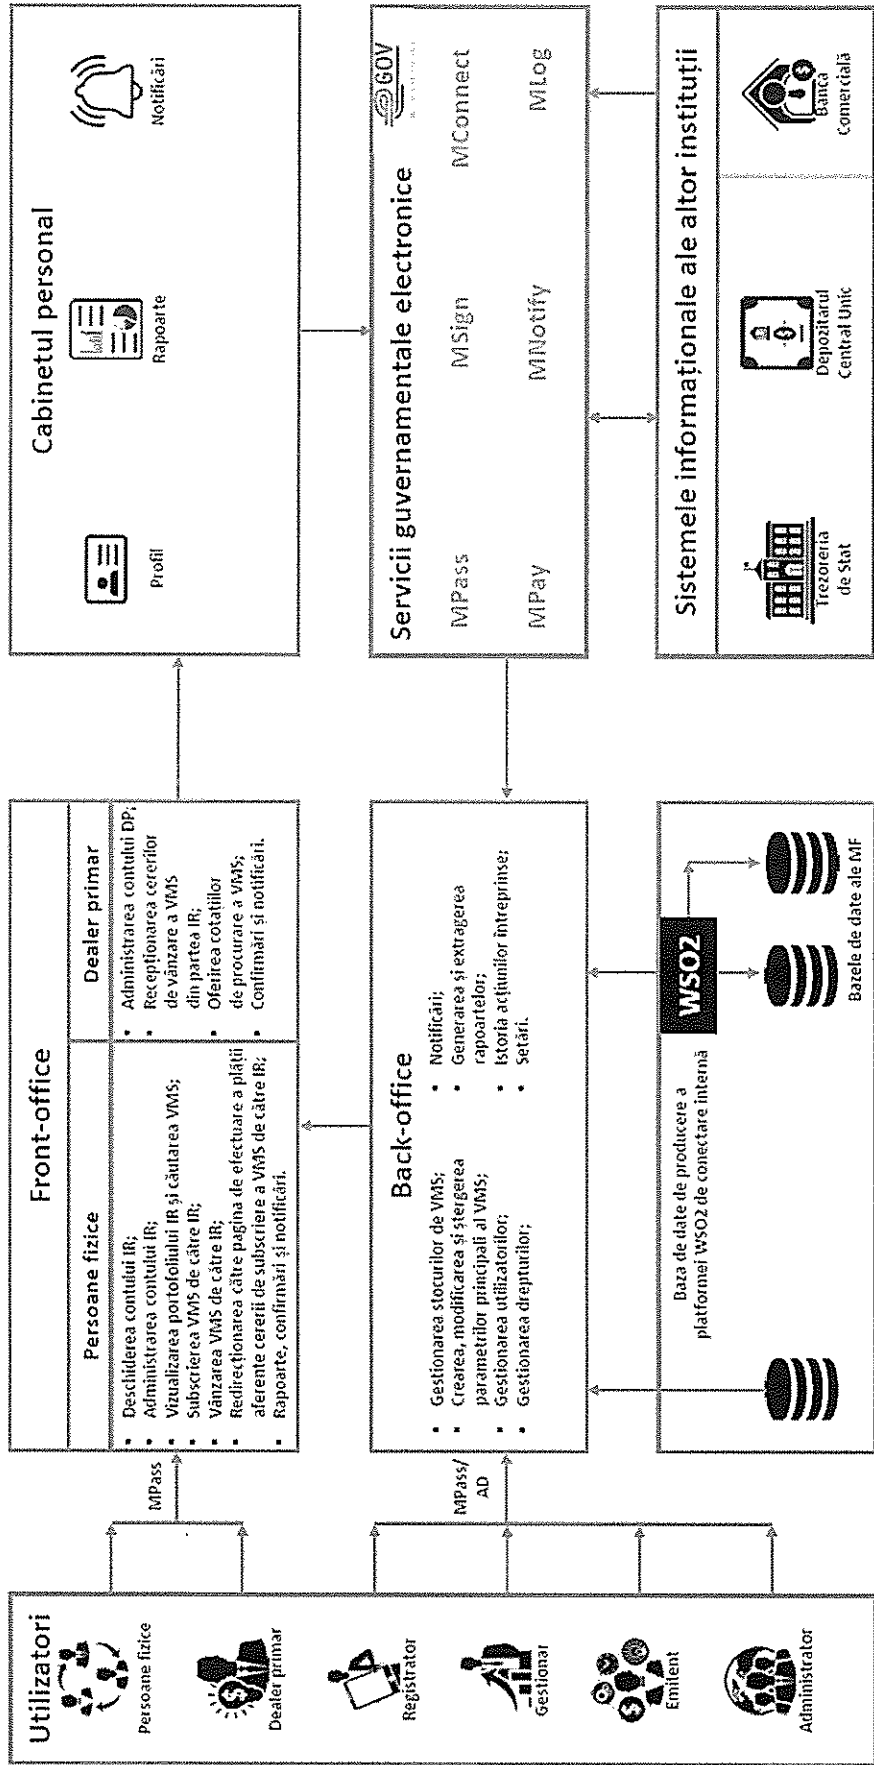 Utilizatori
Persoane fizice
Dealer primar
Registrator
Gestionar
Emitent
Administrator
MPass
MPass/
AD
Front-office
Persoane fizice
• Deschiderea contului IR;
• Administrarea contului IR;
• Vizualizarea portofoliului IR și căutarea VMS;
• Subscrierea VMS de către IR;
• Vânzarea VMS de către IR;
• Redirecționarea către pagina de efectuare a plății
aferente cererii de subscriere a VMS de către IR;
• Rapoarte, confirmări și notificări.
Dealer primar
• Administrarea contului DP;
• Recepționarea cererilor
de vânzare a VMS
din partea IR;
• Oferirea cotațiilor
de procurare a VMS;
• Confirmări și notificări.
Back-office
• Gestionarea stocurilor de VMS;
• Crearea, modificarea și ștergerea
parametrilor principali al VMS;
• Gestionarea utilizatorilor;
• Gestionarea drepturilor;
• Notificări;
• Generarea și extragerea
rapoartelor;
• Istoria acțiunilor întreprinse;
• Setări.
Baza de date de producere a
platformei WSO2 de conectare internă
WSO2
Bazele de date ale MF
Cabinetul personal
Profil
Rapoarte
Notificări
Servicii guvernamentale electronice
GOV
MPass
MSign
MConnect
MPay
MNotify
MLog
Sistemele informaționale ale altor instituții
Trezoreria
de Stat
Depozitarul
Central Unic
Banca
Comercială